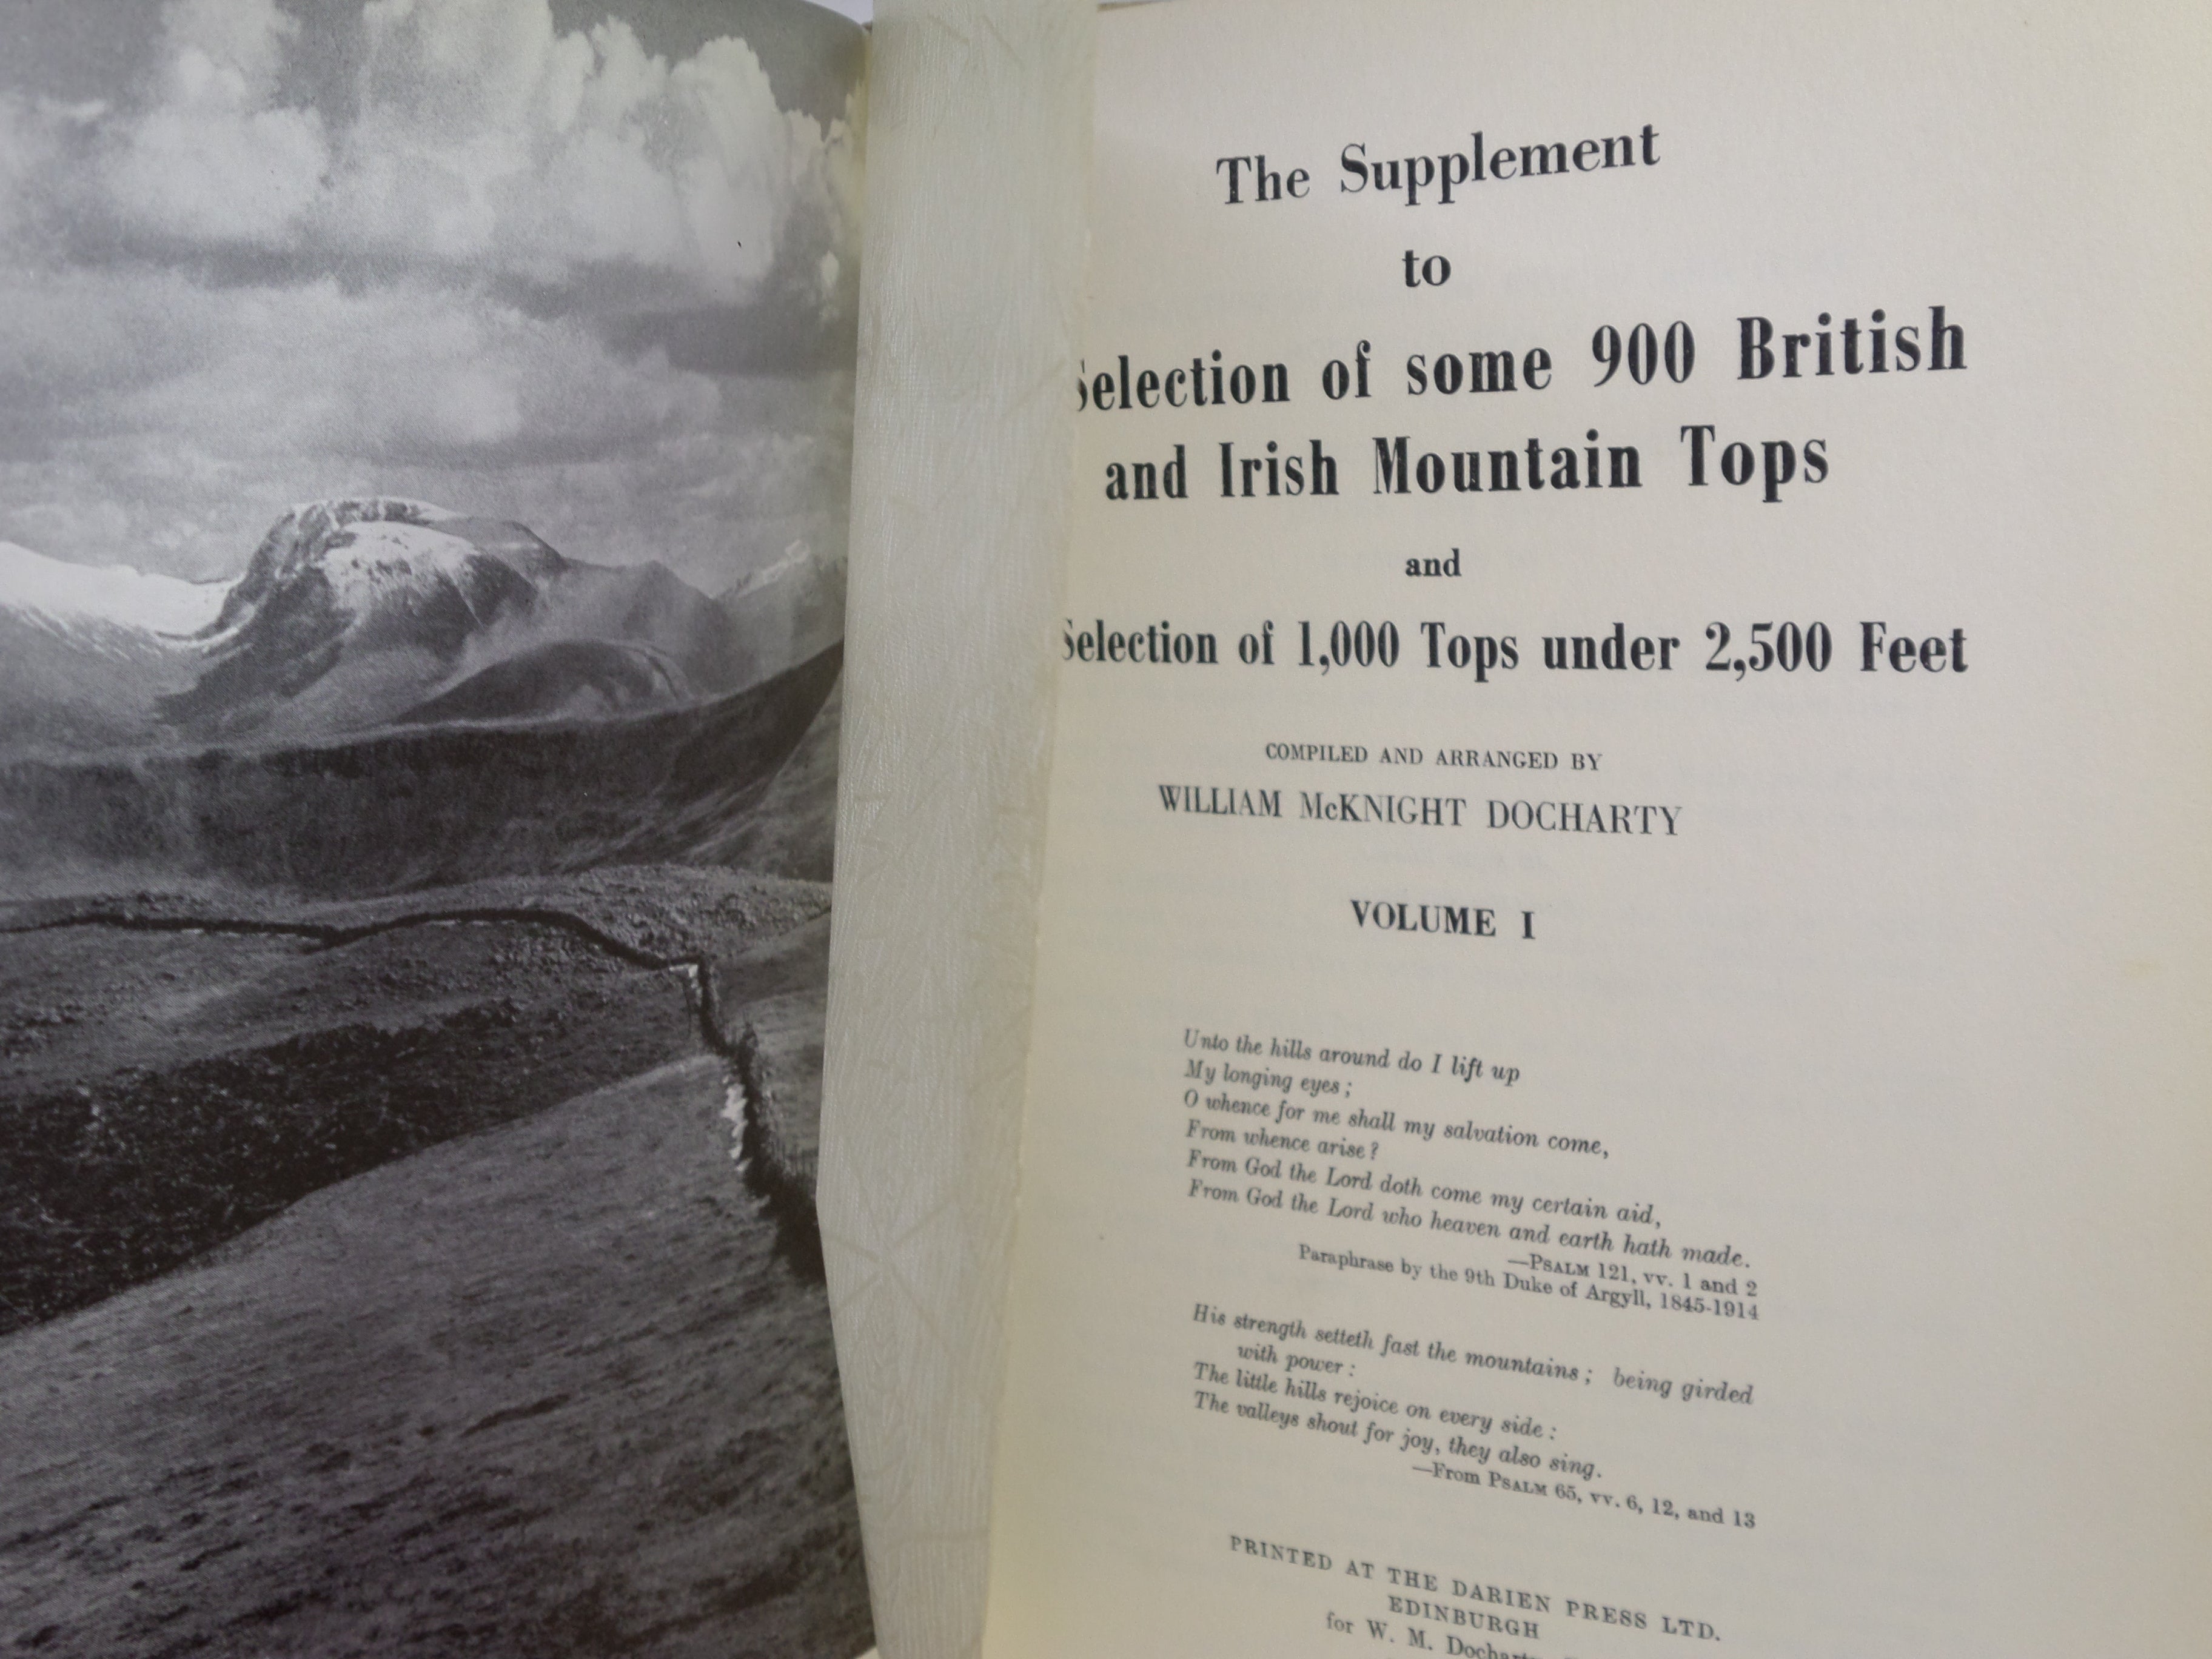 The Supplement
to
Selection of some 900 British
and Irish Mountain Tops
and
Selection of 1,000 Tops under 2,500 Feet
COMPILED AND ARRANGED BY
WILLIAM McKNIGHT DOCHARTY
VOLUME I
Unto the hills around do I lift up
My longing eyes;
O whence for me shall my salvation come,
From whence arise?
From God the Lord doth come my certain aid,
From God the Lord who heaven and earth hath made.
—PSALM 121, vv. 1 and 2
Paraphrase by the 9th Duke of Argyll, 1845-1914
His strength setteth fast the mountains; being girded
with power:
The little hills rejoice on every side:
The valleys shout for joy, they also sing.
—From PSALM 65, vv. 6, 12, and 13
PRINTED AT THE DARIEN PRESS LTD.
EDINBURGH
for W. M.